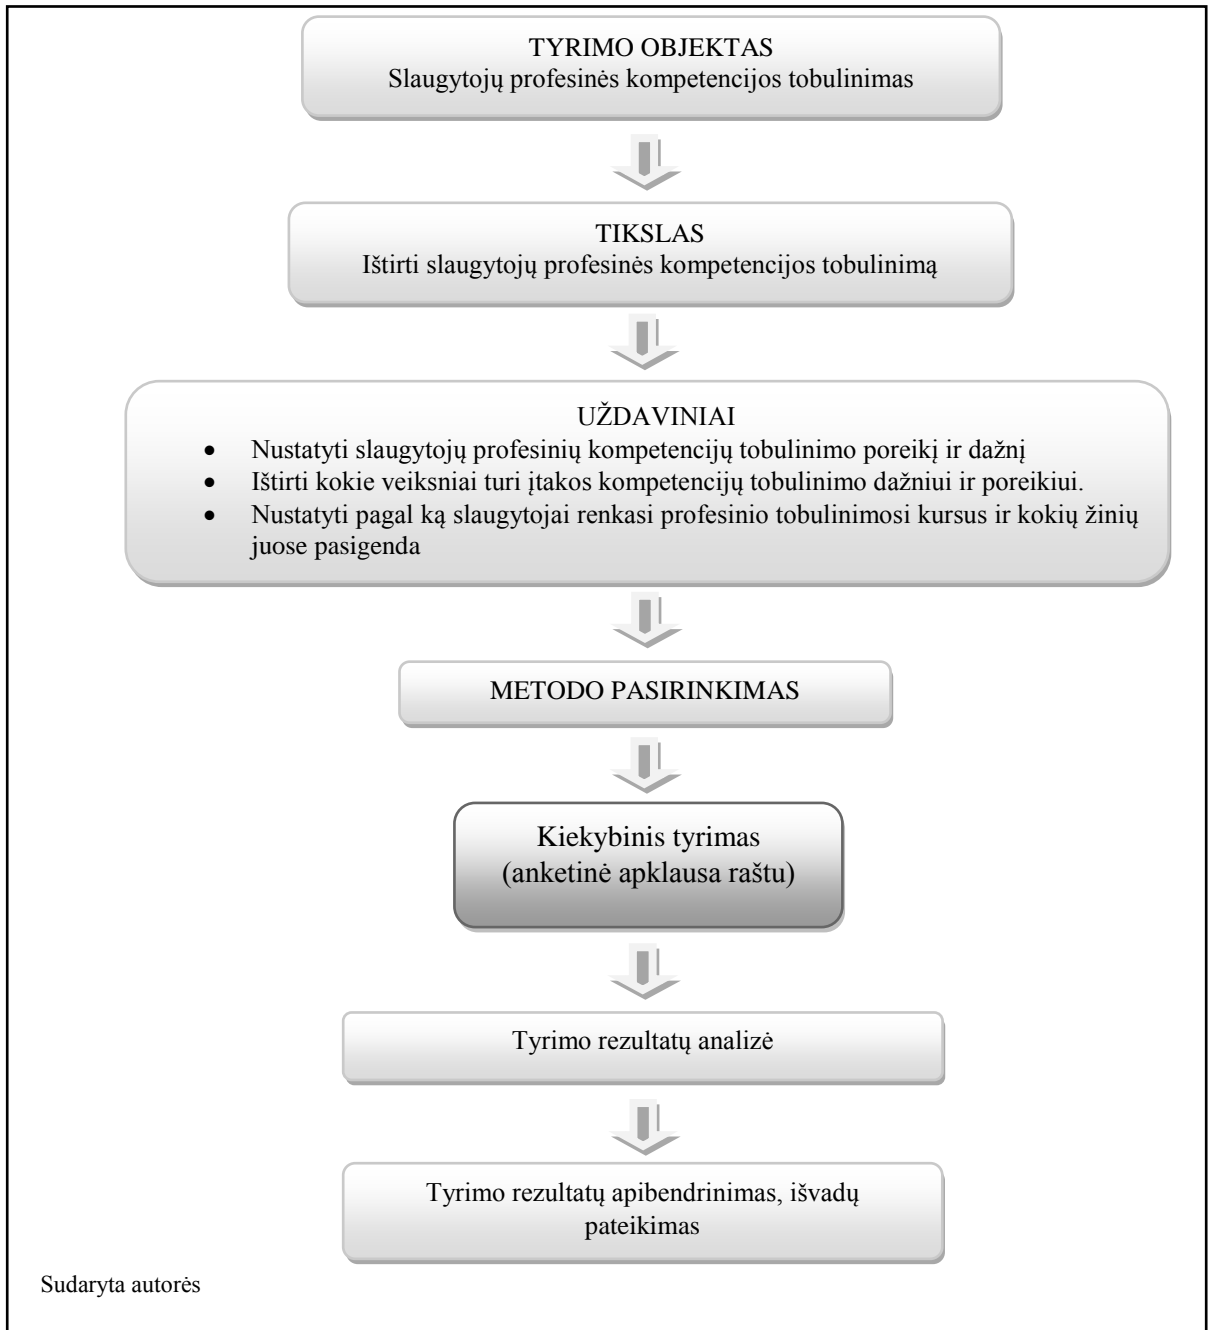 TYRIMO OBJEKTAS
Slaugytojų profesinės kompetencijos tobulinimas
TIKSLAS
Ištirti slaugytojų profesinės kompetencijos tobulinimą
UŽDAVINIAI
• Nustatyti slaugytojų profesinių kompetencijų tobulinimo poreikį ir dažnį
• Ištirti kokie veiksniai turi įtakos kompetencijų tobulinimo dažniui ir poreikiui.
• Nustatyti pagal ką slaugytojai renkasi profesinio tobulinimosi kursus ir kokių žinių
juose pasigenda
METODO PASIRINKIMAS
Kiekybinis tyrimas
(anketinė apklausa raštu)
Tyrimo rezultatų analizė
Tyrimo rezultatų apibendrinimas, išvadų
pateikimas
Sudaryta autorės